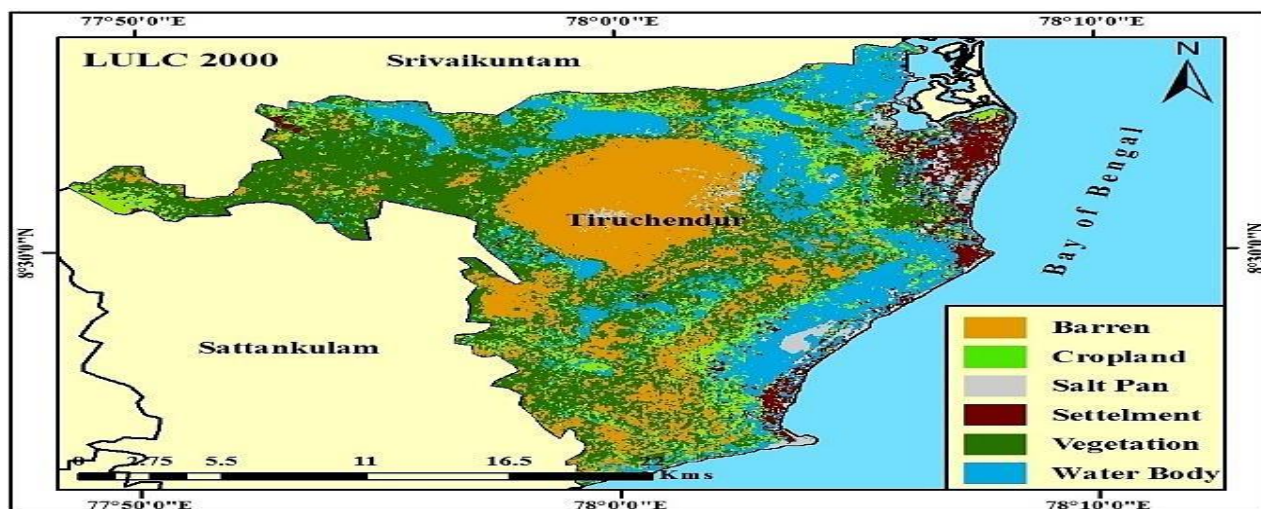 77°50'0"E 78°0'0"E 78°10'0"E
LULC 2000
Srivaikuntam
N
Bay of Bengal
Tiruchendur
8°30'0"N
8°30'0"N
Sattankulam
Barren
Cropland
Salt Pan
Settelment
Vegetation
Water Body
0 2.75 5.5 11 16.5 22
Kms
77°50'0"E 78°0'0"E 78°10'0"E